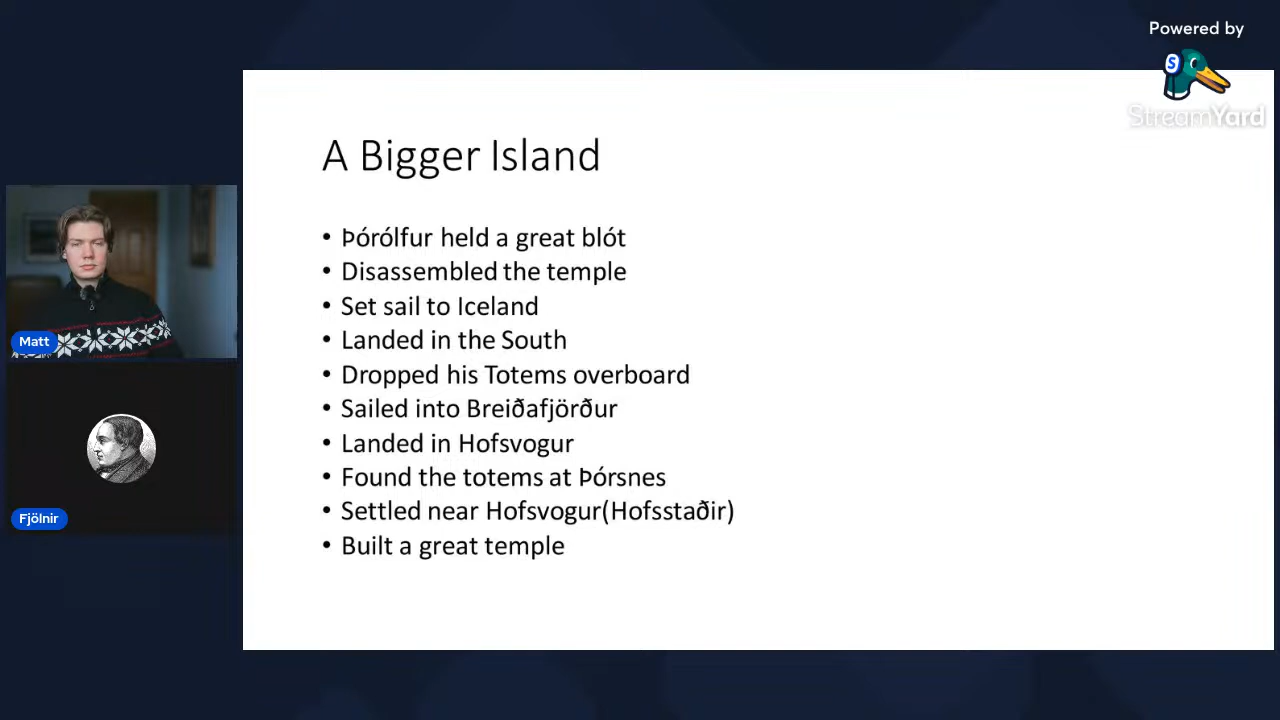 Powered by
StreamYard
A Bigger Island
• Þórólfur held a great blót
• Disassembled the temple
• Set sail to Iceland
• Landed in the South
• Dropped his Totems overboard
• Sailed into Breiðafjörður
• Landed in Hofsvogur
• Found the totems at Þórsnes
• Settled near Hofsvogur(Hofsstaðir)
• Built a great temple
Matt
Fjölnir